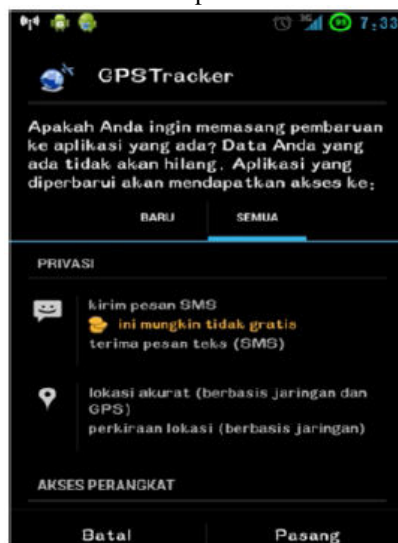 3G 91 7:33
GPSTracker
Apakah Anda ingin memasang pembaruan
ke aplikasi yang ada? Data Anda yang
ada tidak akan hilang. Aplikasi yang
diperbarui akan mendapatkan akses ke:
BARU SEMUA
PRIVASI
kirim pesan SMS
ini mungkin tidak gratis
terima pesan teks (SMS)
lokasi akurat (berbasis jaringan dan
GPS)
perkiraan lokasi (berbasis jaringan)
AKSES PERANGKAT
Batal Pasang